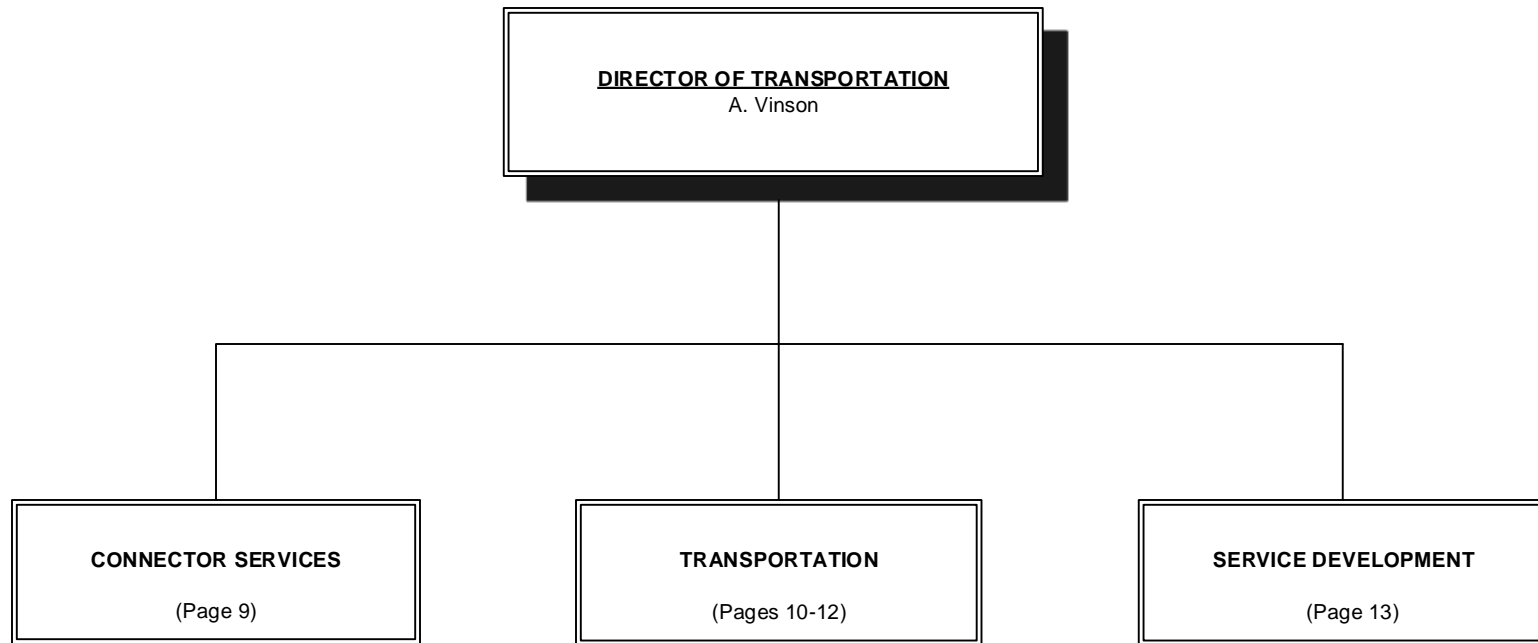 DIRECTOR OF TRANSPORTATION
A. Vinson
CONNECTOR SERVICES
(Page 9)
TRANSPORTATION
(Pages 10-12)
SERVICE DEVELOPMENT
(Page 13)